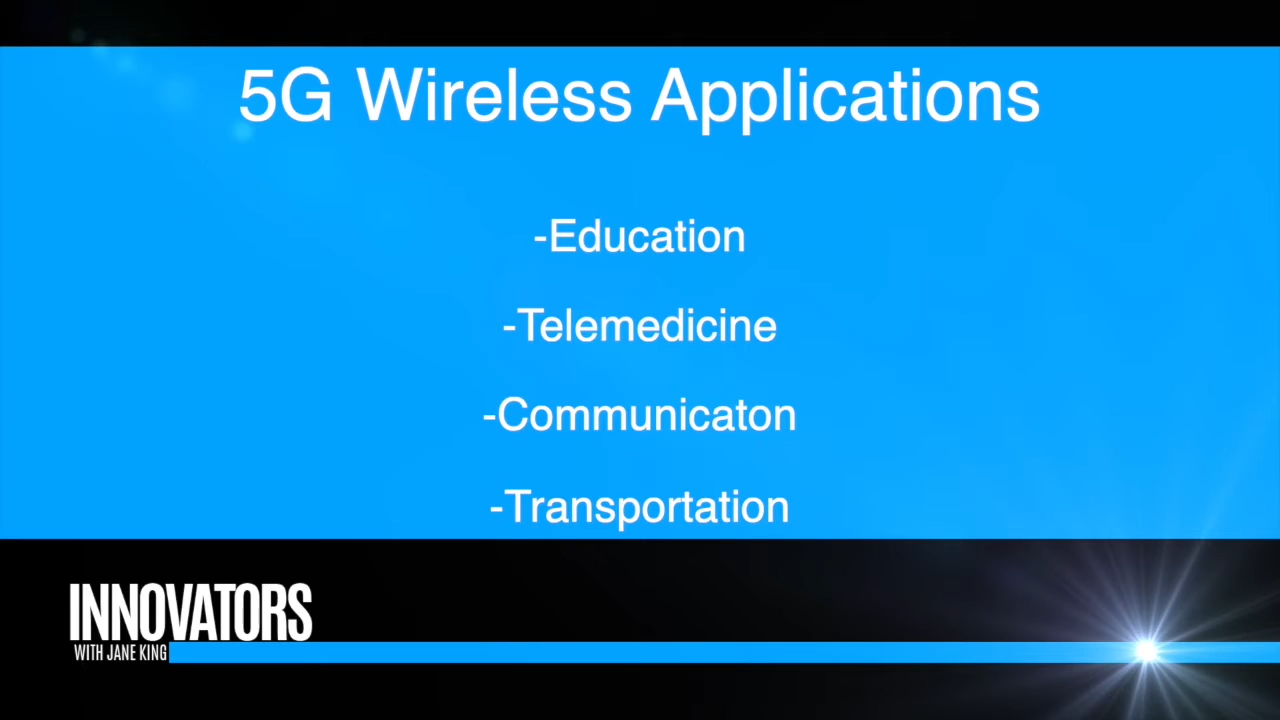 5G Wireless Applications
-Education
-Telemedicine
-Communicaton
-Transportation
INNOVATORS
WITH JANE KING